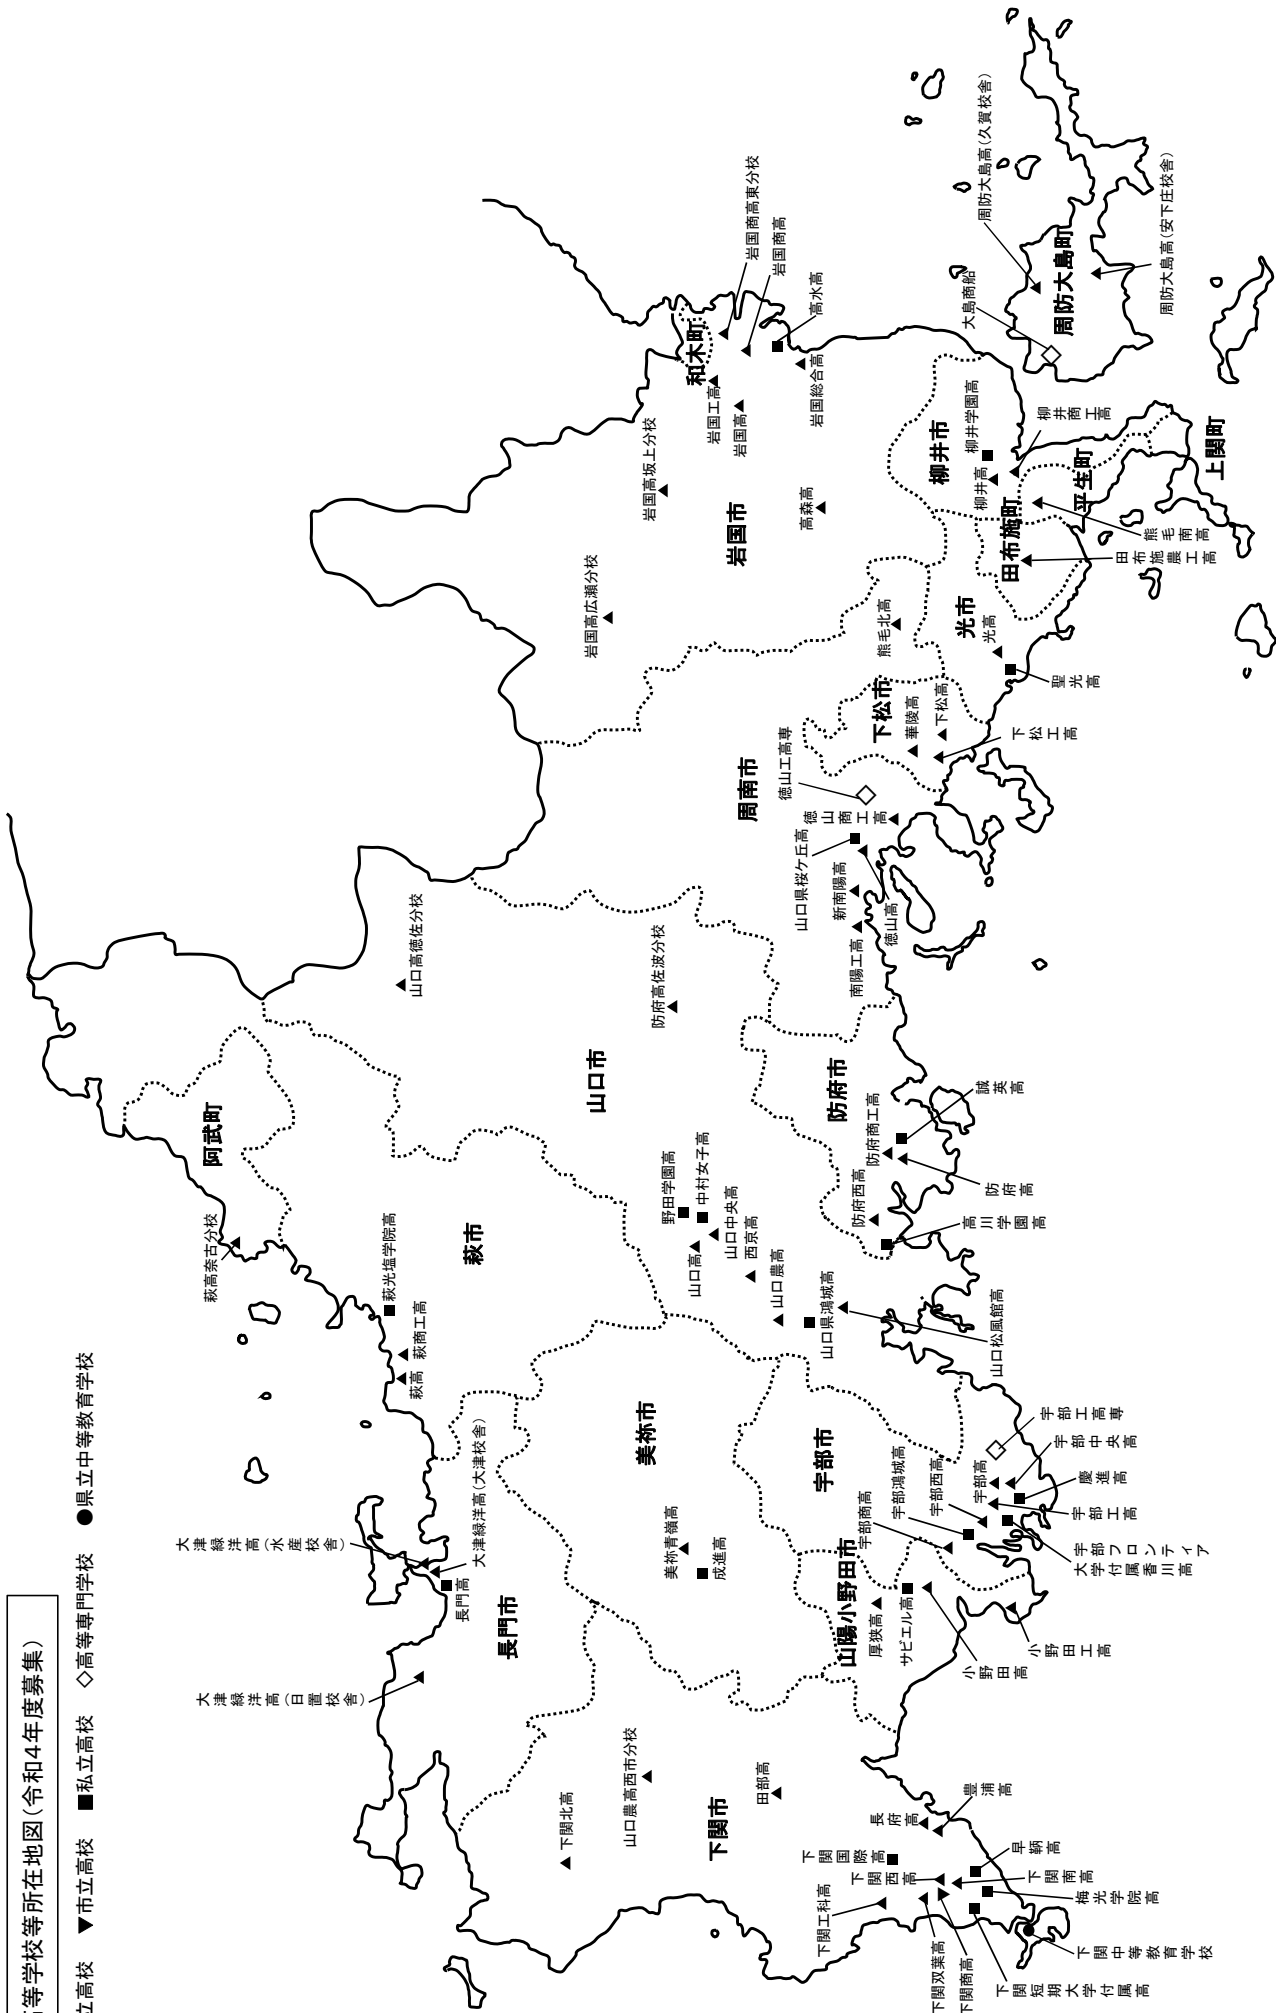 等学校等所在地図(令和4年度募集)
立高校 ▼市立高校 ■私立高校 ◇高等専門学校 ●県立中等教育学校
大津緑洋高(日置校舎)
大津緑洋高(水産校舎)
大津緑洋高(大津校舎)
長門高
長門市
萩高
萩商工高
萩光塩学院高
萩高奈古分校
萩市
阿武町
山口高徳佐分校
防府高佐波分校
山口市
野田学園高
中村女子高
山口高
山口中央高
西京高
山口農高
山口県鴻城高
山口松風館高
下関北高
山口農高西市分校
田部高
下関市
長府高
豊浦高
下関国際高
下関西高
早鞆高
下関南高
梅光学院高
下関工科高
下関双葉高
下関商高
下関短期大学付属高
下関中等教育学校
美祢市
美祢青嶺高
成進高
山陽小野田市
厚狭高
サビエル高
小野田高
小野田工高
宇部市
宇部商高
宇部鴻城高
宇部西高
宇部高
宇部工高専
宇部中央高
慶進高
宇部工高
宇部フロンティア
大学付属香川高
防府市
防府商工高
防府西高
誠英高
防府高
高川学園高
周南市
徳山工高専
徳山商工高
山口県桜ケ丘高
新南陽高
徳山高
南陽工高
熊毛北高
下松市
華陵高
下松高
下松工高
光市
光高
聖光高
岩国市
岩国高広瀬分校
岩国高坂上分校
岩国工高
岩国高
高森高
岩国総合高
高水高
岩国商高
岩国商高東分校
和木町
柳井市
柳井学園高
柳井高
柳井商工高
田布施町
田布施農工高
平生町
熊毛南高
上関町
周防大島町
大島商船
周防大島高(久賀校舎)
周防大島高(安下庄校舎)